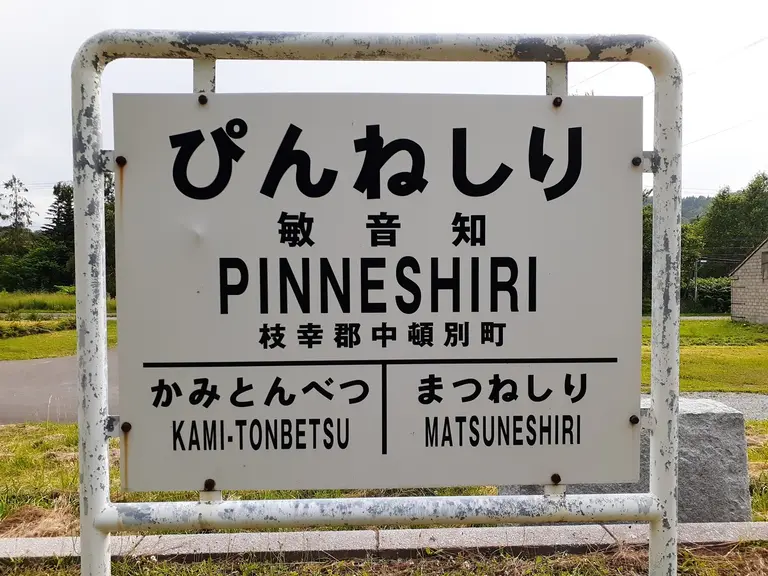 ぴんねしり
敏音知
PINNESHIRI
枝幸郡中頓別町
かみとんべつ まつねしり
KAMI-TONBETSU MATSUNESHIRI